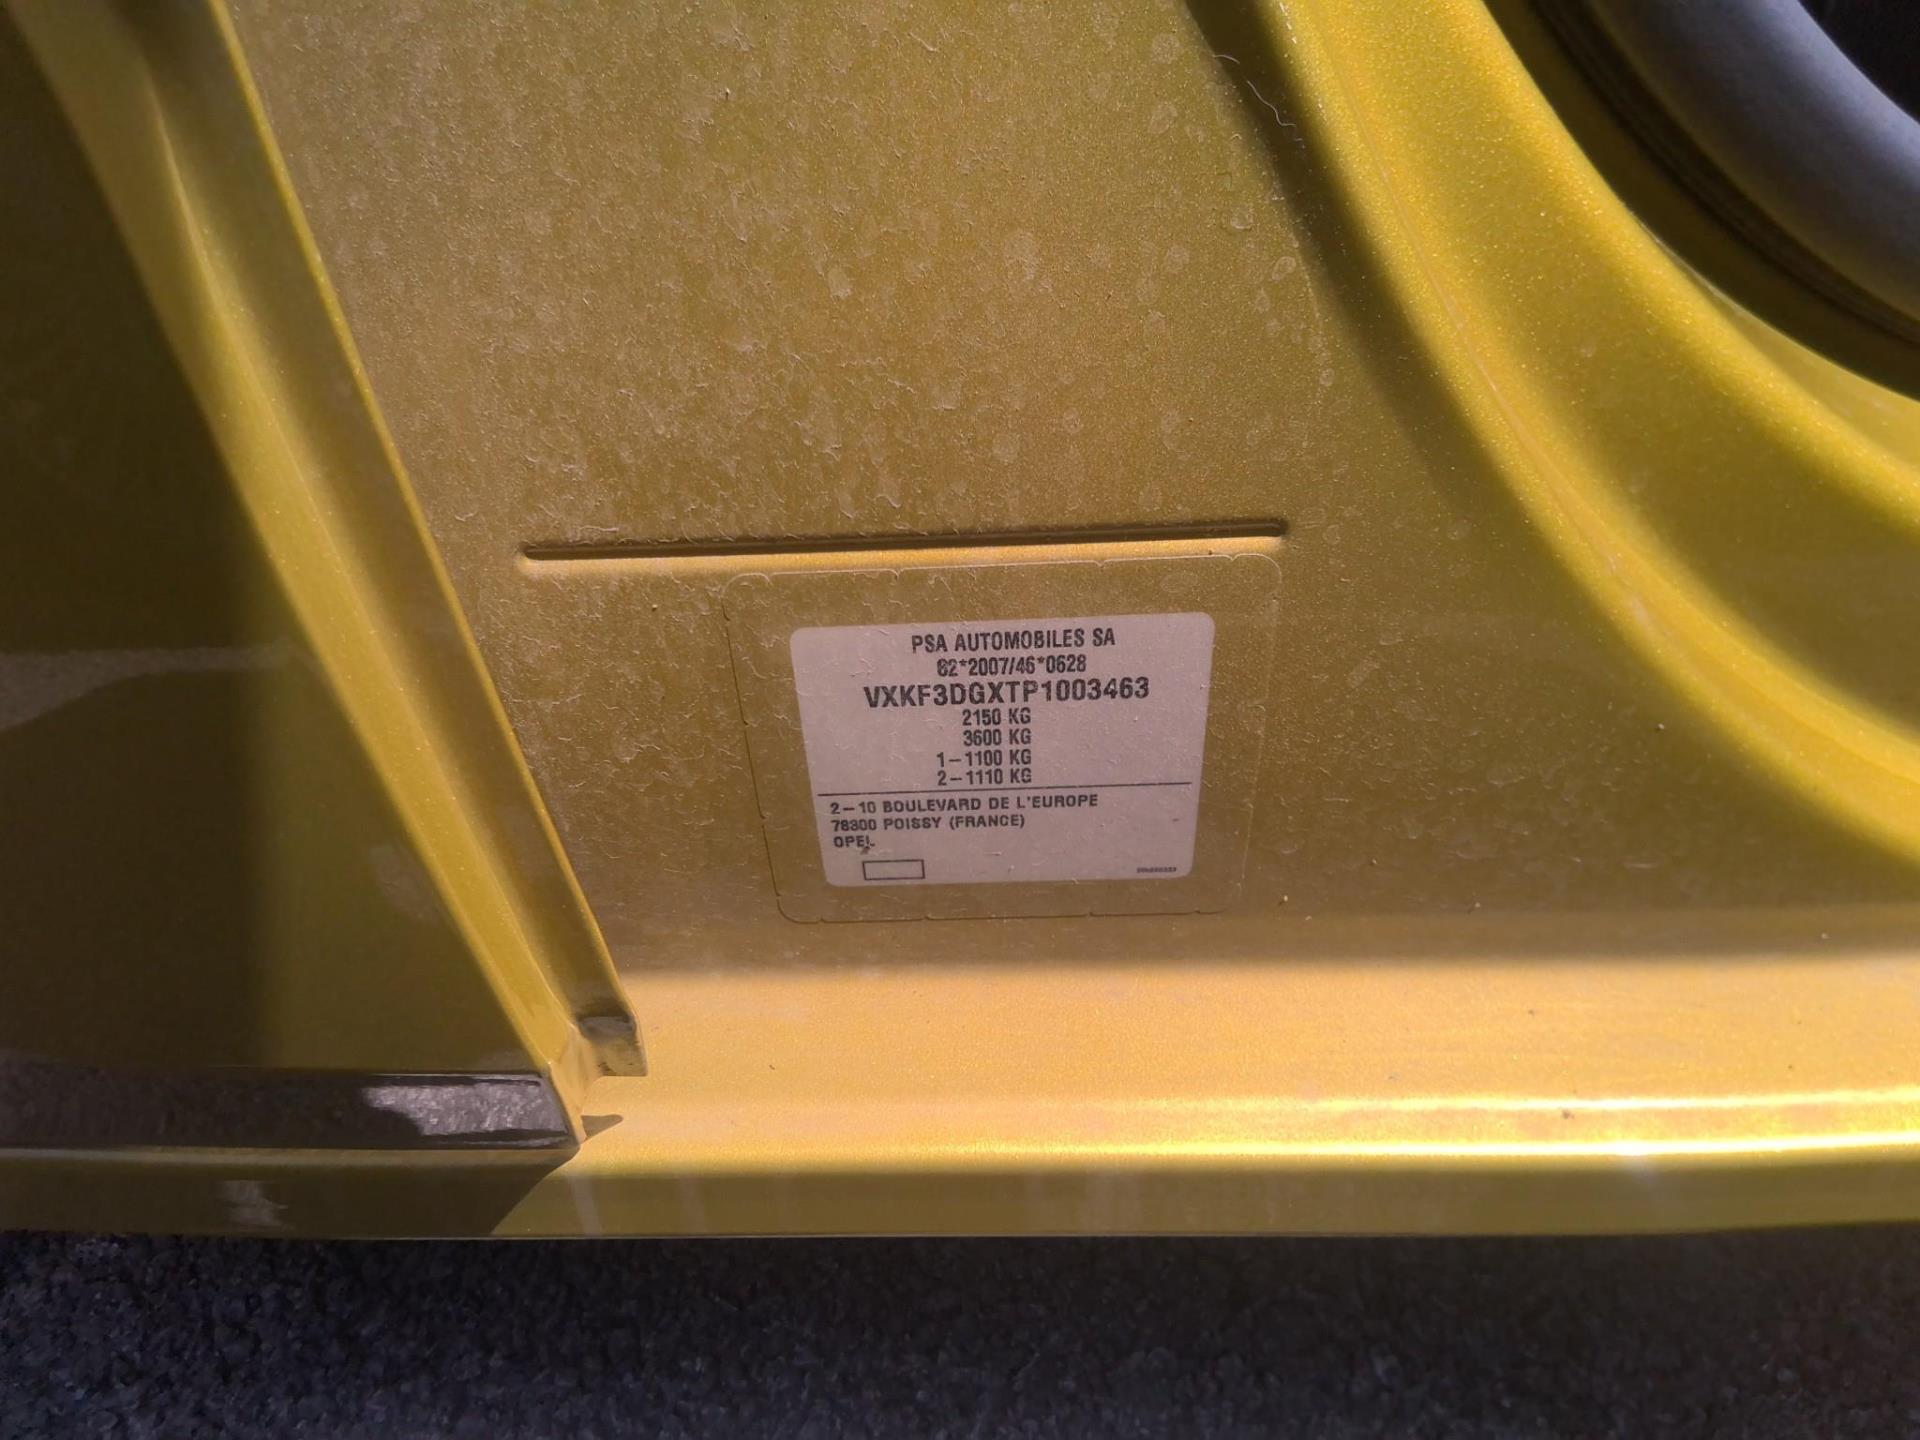 PSA AUTOMOBILES SA
e2*2007/46*0628
VXKF3DGXTP1003463
2150 KG
3600 KG
1-1100 KG
2-1110 KG
2-10 BOULEVARD DE L'EUROPE
78300 POISSY (FRANCE)
OPEL